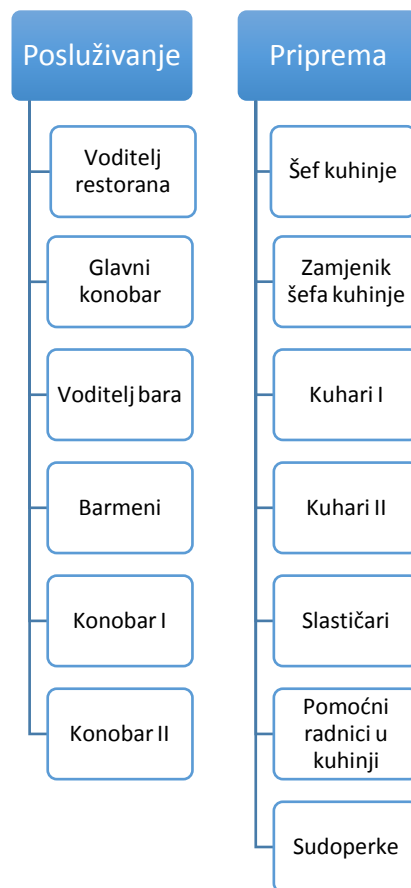 Posluživanje
Voditelj
restorana
Glavni
konobar
Voditelj bara
Barmeni
Konobar I
Konobar II
Priprema
Šef kuhinje
Zamjenik
šefa kuhinje
Kuhari I
Kuhari II
Slastičari
Pomoćni
radnici u
kuhinji
Sudoperke